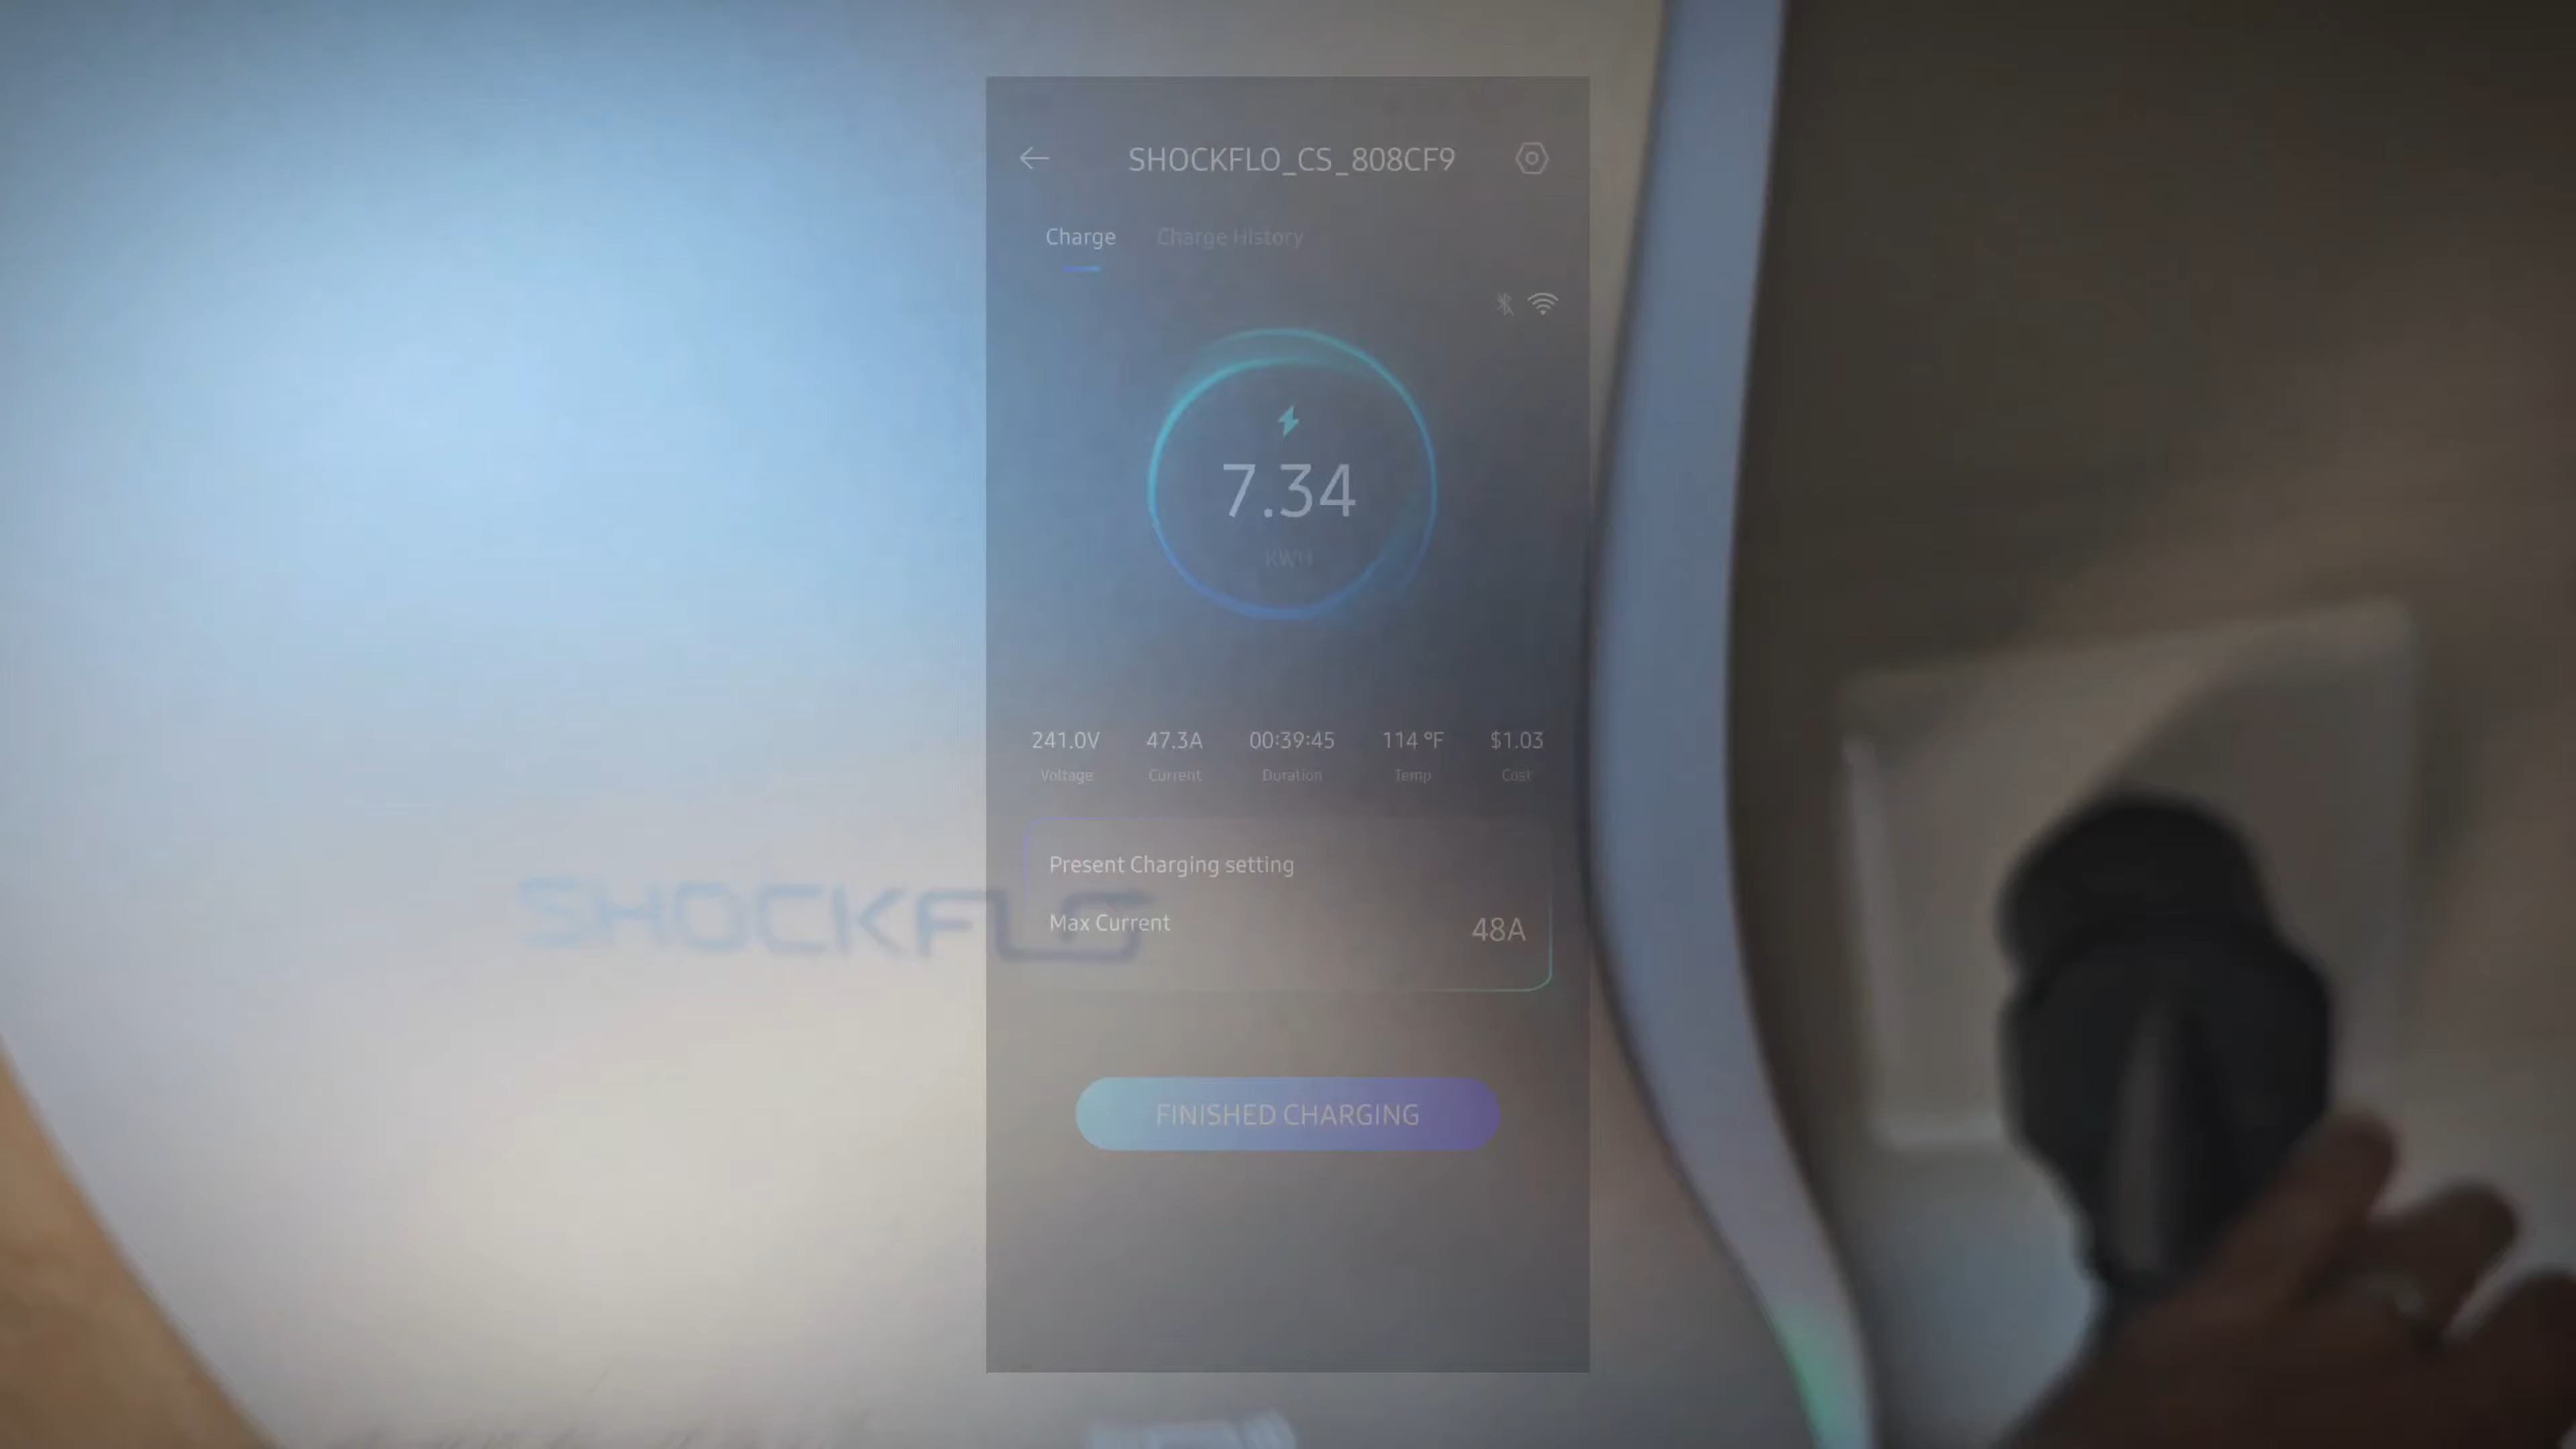 SHOCKFLO_CS_808CF9
Charge Charge History
7.34
KWH
241.0V 47.3A 00:39:45 114 °F $1.03
Voltage Current Duration Temp Cost
Present Charging setting
SHOCKFLO
Max Current 48A
FINISHED CHARGING